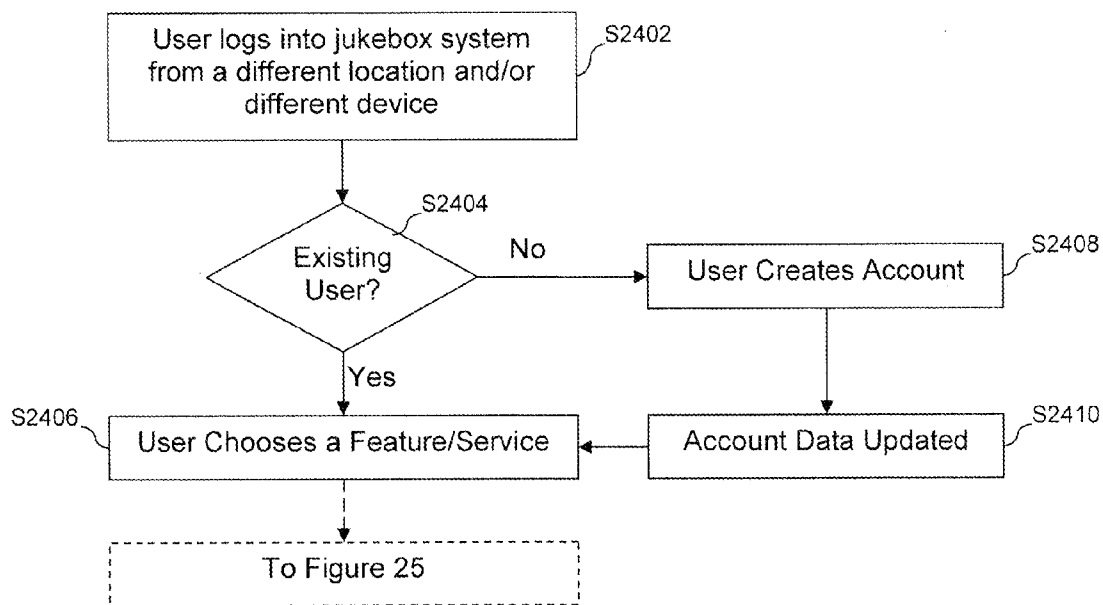 User logs into jukebox system
from a different location and/or
different device
S2402
S2404
Existing
User?
No
User Creates Account
S2408
Yes
S2406
User Chooses a Feature/Service
Account Data Updated
S2410
To Figure 25